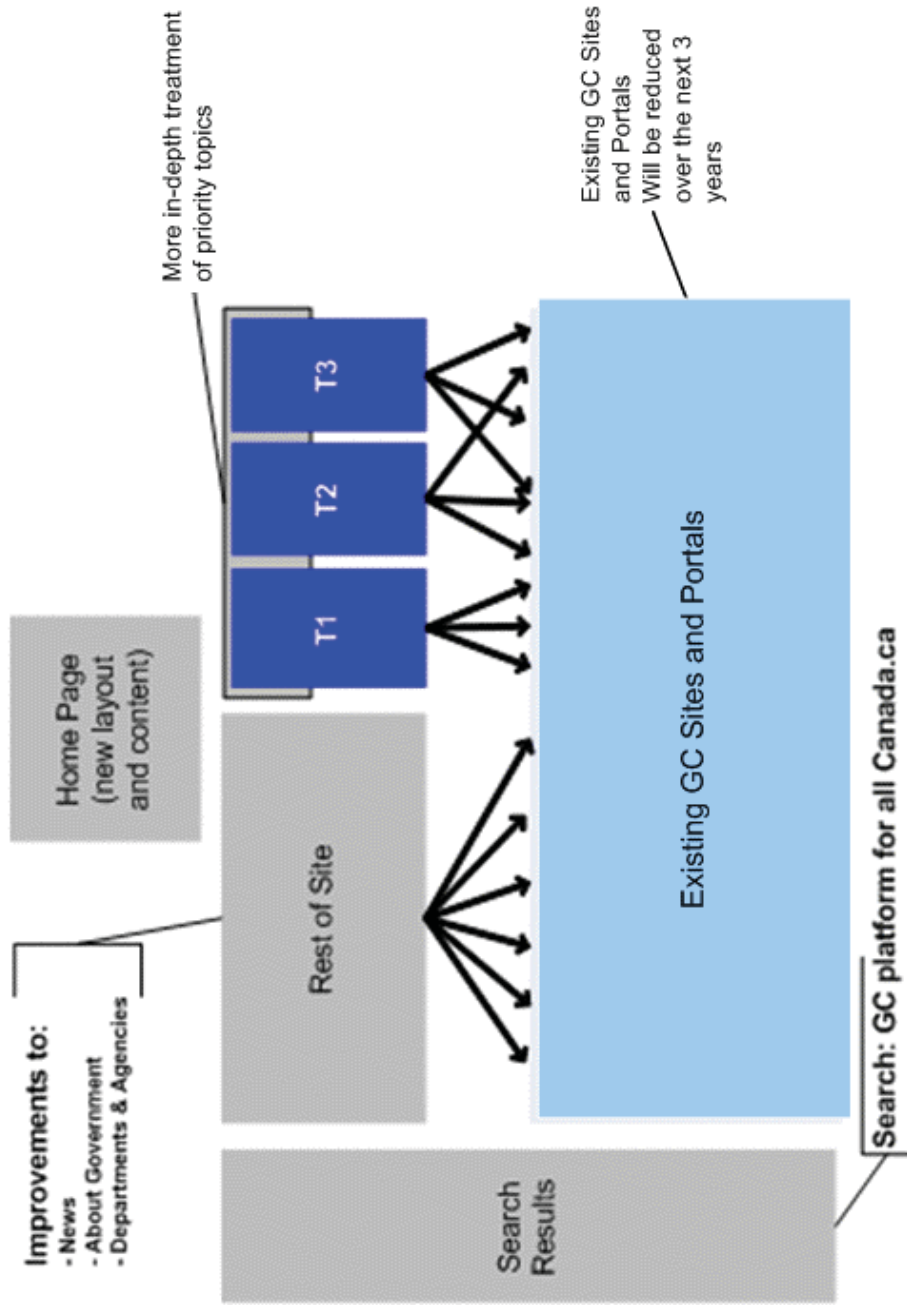 Improvements to:
- News
- About Government
- Departments & Agencies
Home Page
(new layout
and content)
More in-depth treatment
of priority topics
Search
Results
Rest of Site
T1
T2
T3
Existing GC Sites and Portals
Existing GC Sites
and Portals
Will be reduced
over the next 3
years
Search: GC platform for all Canada.ca